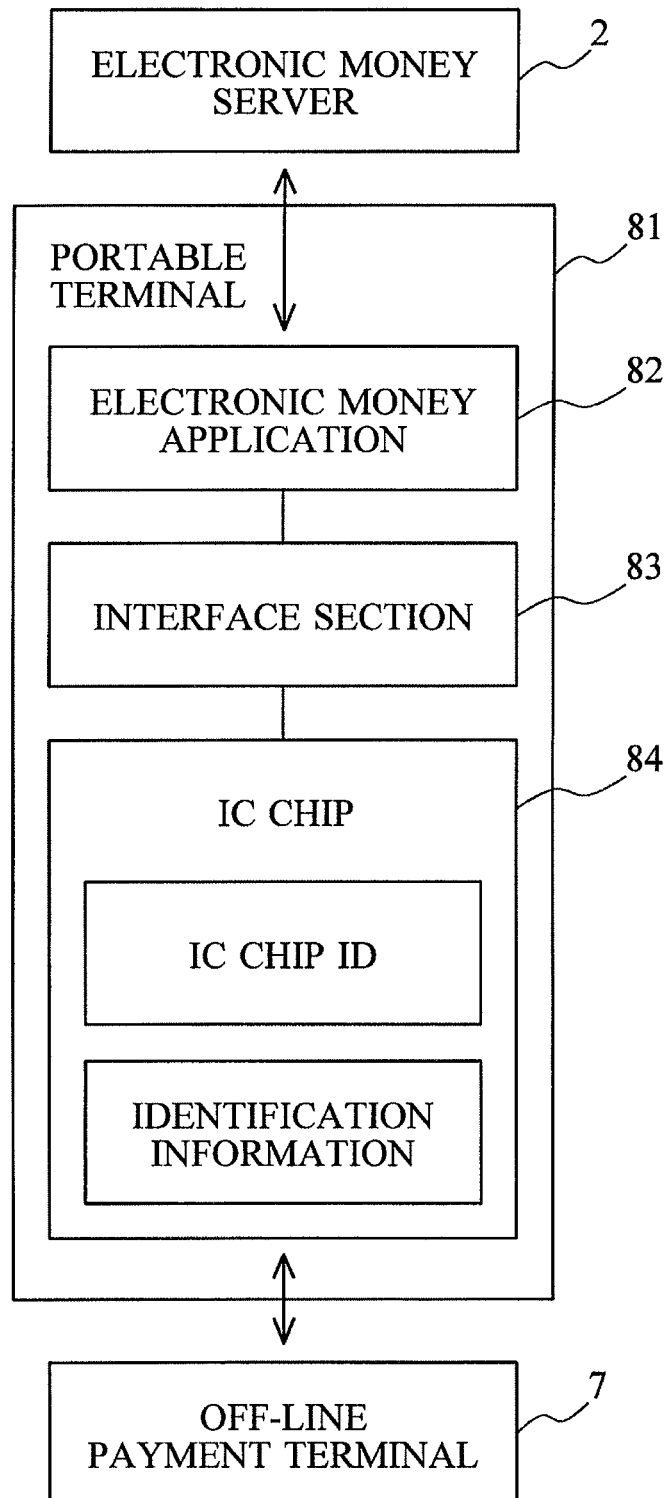 2
ELECTRONIC MONEY
SERVER
81
PORTABLE
TERMINAL
82
ELECTRONIC MONEY
APPLICATION
83
INTERFACE SECTION
84
IC CHIP
IC CHIP ID
IDENTIFICATION
INFORMATION
7
OFF-LINE
PAYMENT TERMINAL